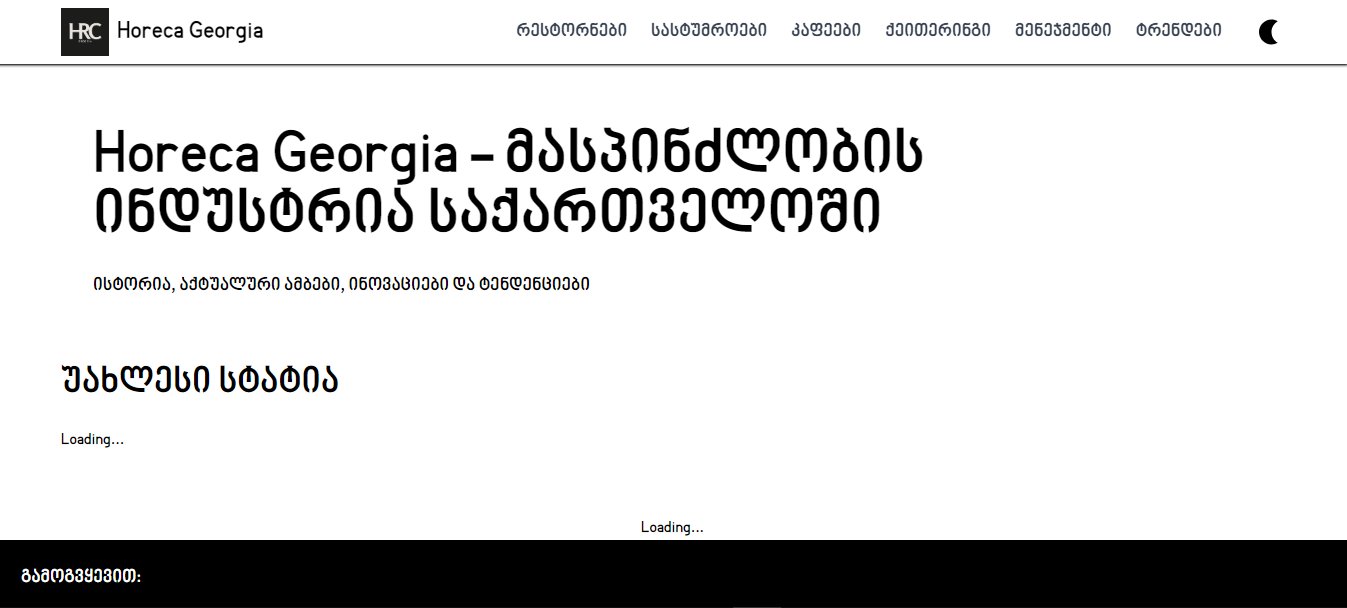 HRC
Horeca Georgia
რესტორნები სასტუმროები კაფეები ქეითერინგი მენეჯმენტი ტრენდები
Horeca Georgia – მასპინძლობის
ინდუსტრია საქართველოში
ისტორია, აქტუალური ამბები, ინოვაციები და ტენდენციები
უახლესი სტატია
Loading...
Loading...
გამოგვყევით: